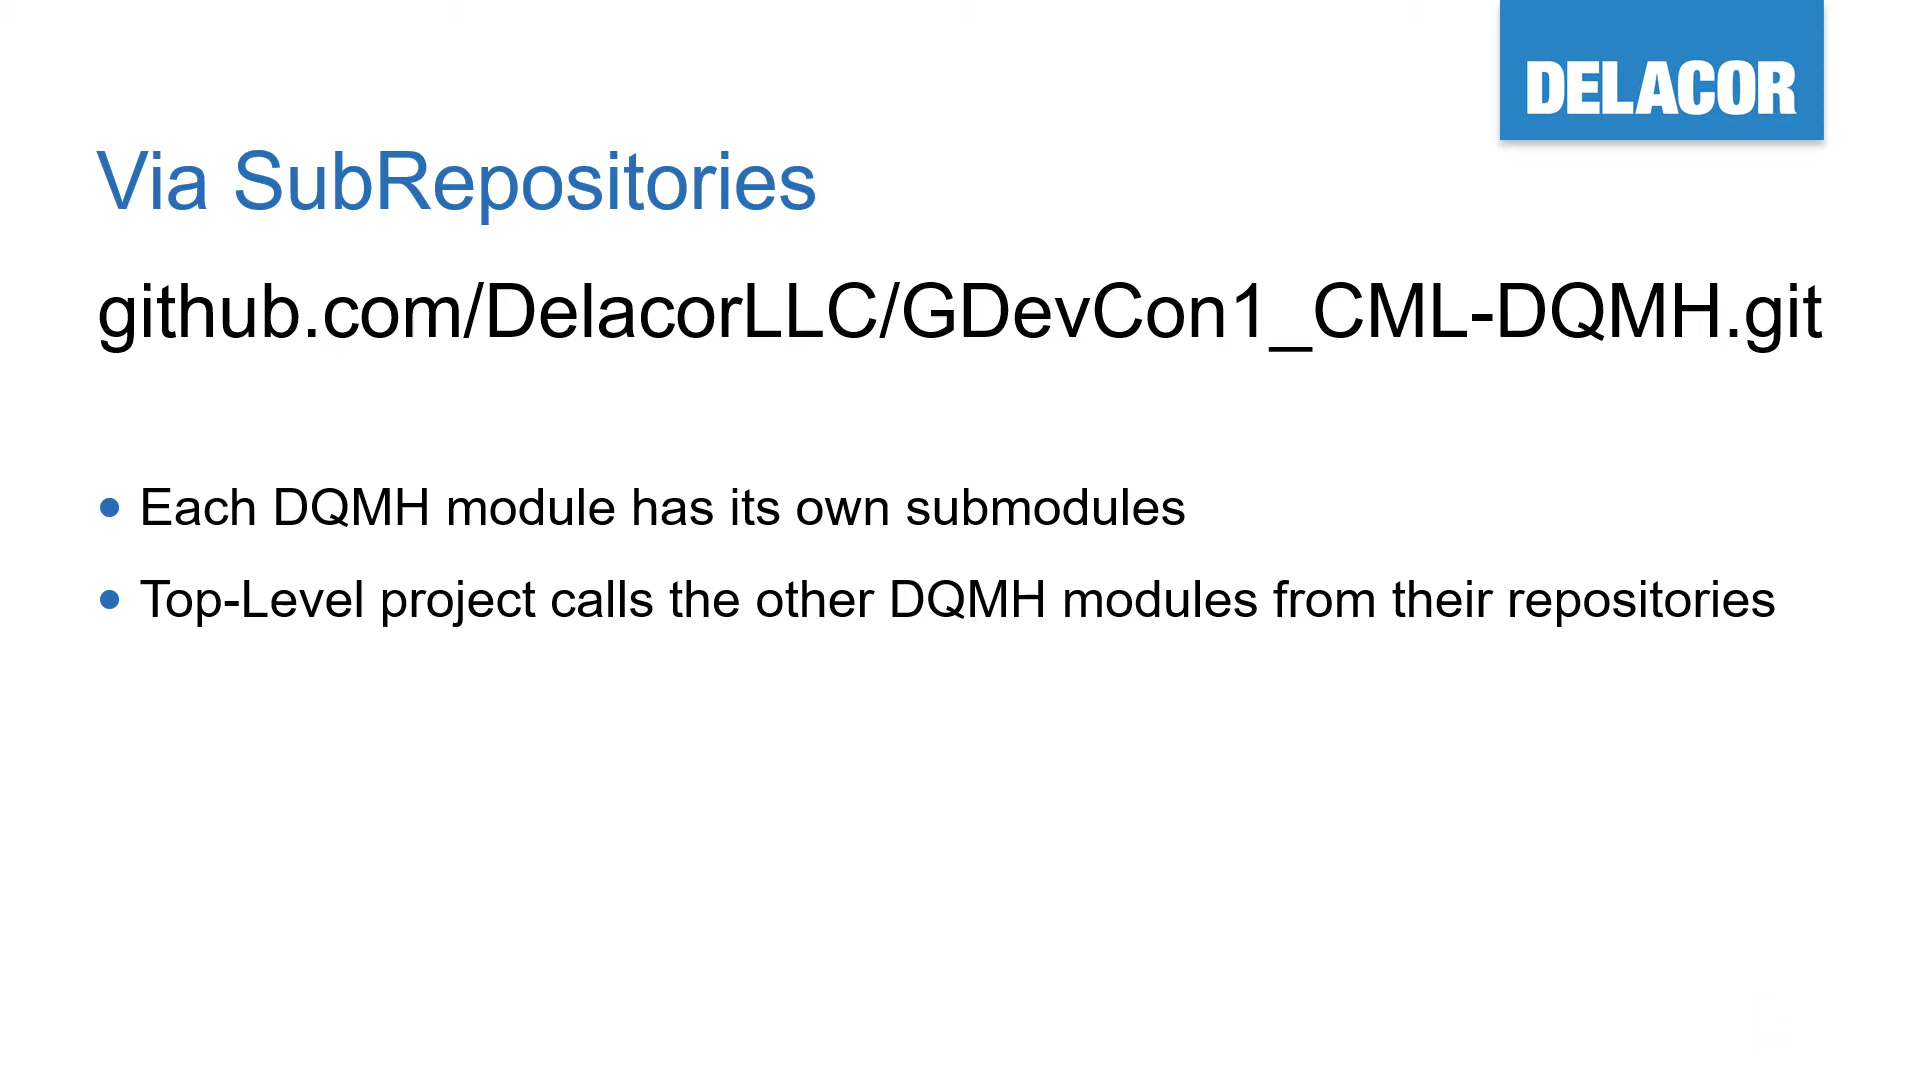 DELACOR
Via SubRepositories
github.com/DelacorLLC/GDevCon1_CML-DQMH.git
• Each DQMH module has its own submodules
• Top-Level project calls the other DQMH modules from their repositories